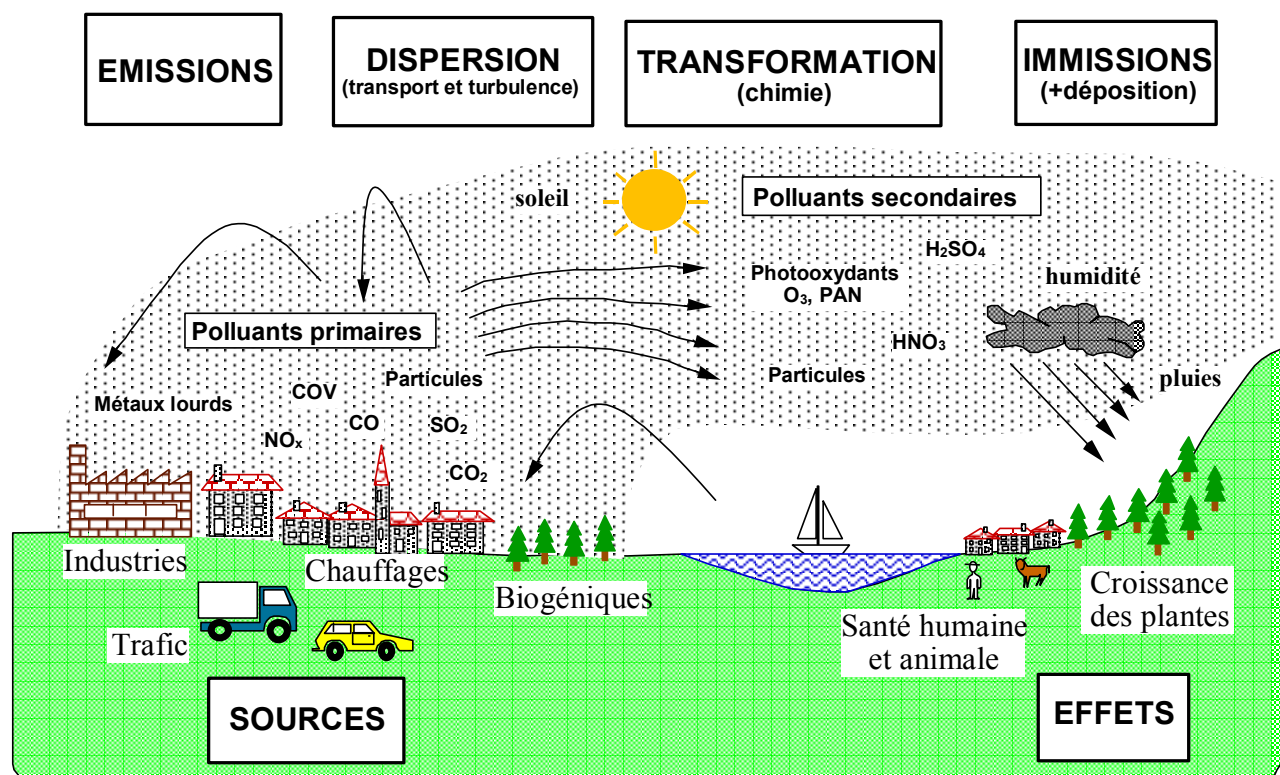 EMISSIONS
DISPERSION
(transport et turbulence)
TRANSFORMATION
(chimie)
IMMISSIONS
(+déposition)
soleil
Polluants secondaires
H₂SO₄
Photooxydants
O₃, PAN
humidité
Polluants primaires
HNO₃
Particules
Particules
pluies
COV
Métaux lourds
CO
SO₂
NOₓ
CO₂
Industries
Chauffages
Biogéniques
Trafic
Santé humaine
et animale
Croissance
des plantes
SOURCES
EFFETS